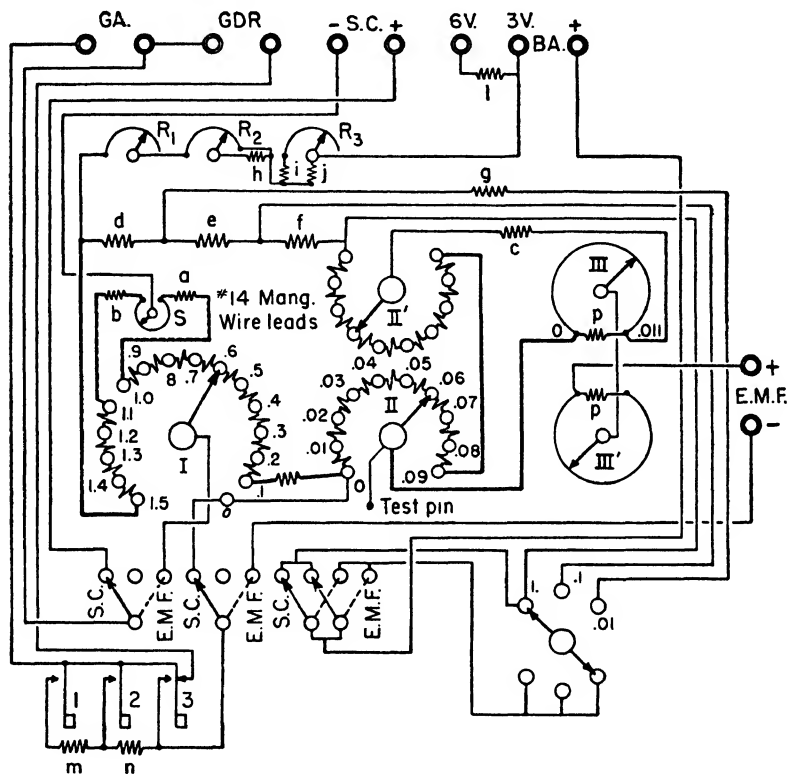 GA. GDR - S.C. + 6V. 3V. BA. +
l
R1 R2 R3
h i j
g
d e f
c
a
b S
#14 Mang.
Wire leads
II'
III
p
0 .011
.9 .6
1.0 8 .7 .5
.04 .05
.03 .06
1.1 .4
II
.02 .07
1.2 .3
1.3 I .01 .08
.2
1.4 .1 0 .09
1.5 0
Test pin
p
III'
+
E.M.F.
-
S.C. E.M.F. S.C. E.M.F. S.C. E.M.F.
1. .1 .01
1 2 3
m n